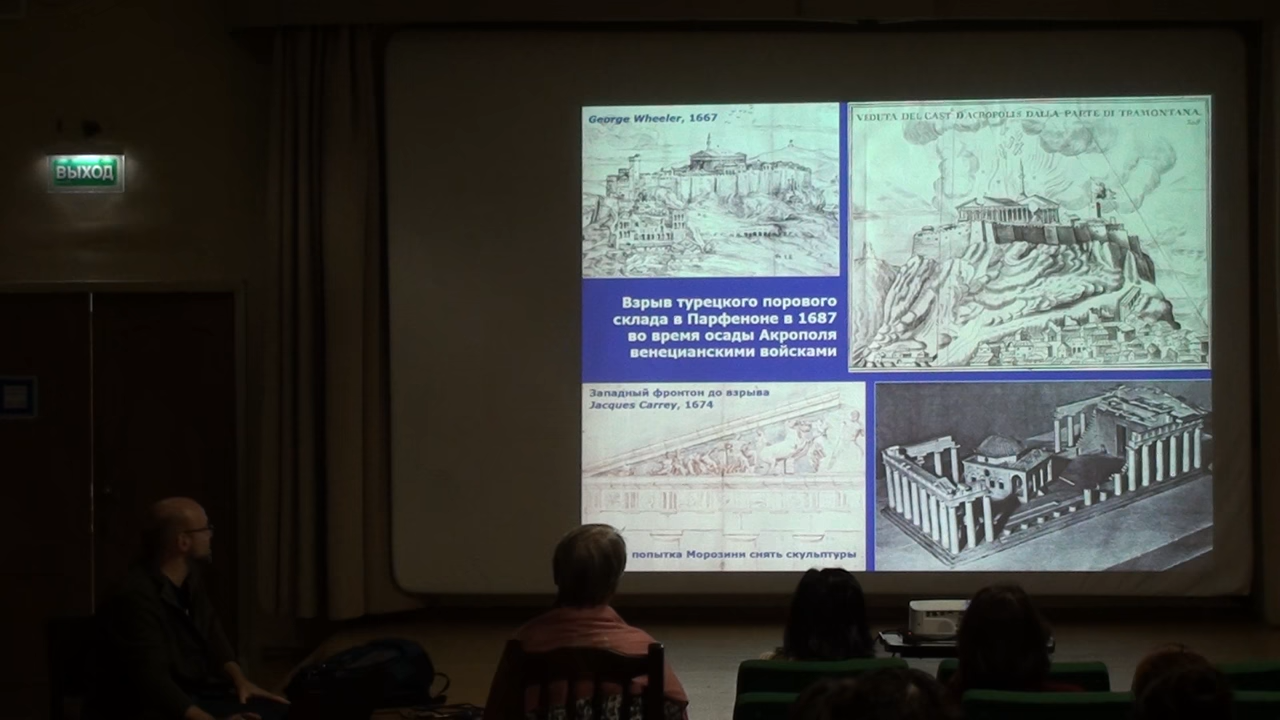 ВЫХОД
George Wheeler, 1667
VEDUTA DEL CAST. D'ACROPOLIS DALLA PARTE DI TRAMONTANA.
Взрыв турецкого порового
склада в Парфеноне в 1687
во время осады Акрополя
венецианскими войсками
Западный фронтон до взрыва
Jacques Carrey, 1674
попытка Морозини снять скульптуры